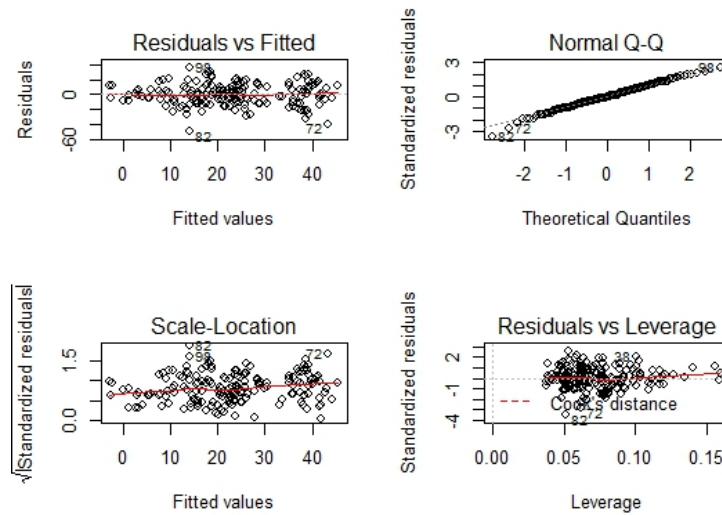 Residuals vs Fitted
Residuals
0
-60
98
82
72
0 10 20 30 40
Fitted values
Normal Q-Q
Standardized residuals
3
0
-3
98
82
72
-2 -1 0 1 2
Theoretical Quantiles
Scale-Location
√|Standardized residuals|
1.5
0.0
82
98
72
0 10 20 30 40
Fitted values
Residuals vs Leverage
Standardized residuals
2
-1
-4
38
Cook's distance
82
72
0.00 0.05 0.10 0.15
Leverage